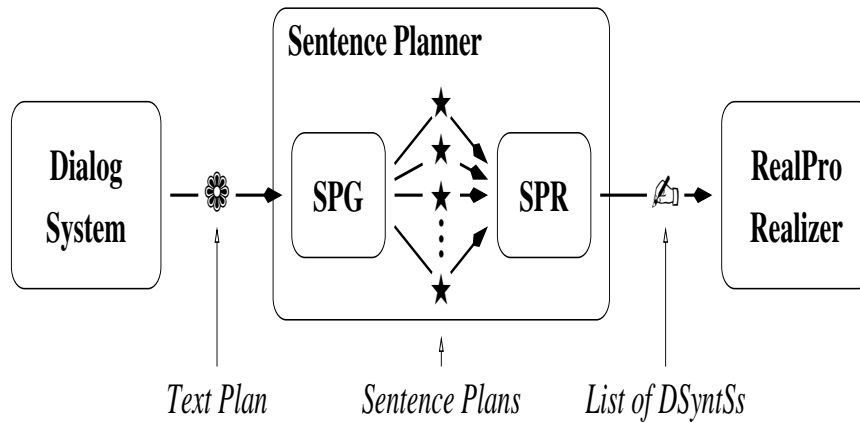 Sentence Planner
Dialog
System
SPG
SPR
RealPro
Realizer
Text Plan
Sentence Plans
List of DSyntSs